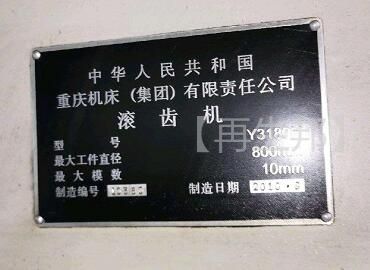 中华人民共和国
重庆机床（集团）有限责任公司
滚齿机
型号
最大工件直径
最大模数 10mm
制造编号 制造日期
【再生